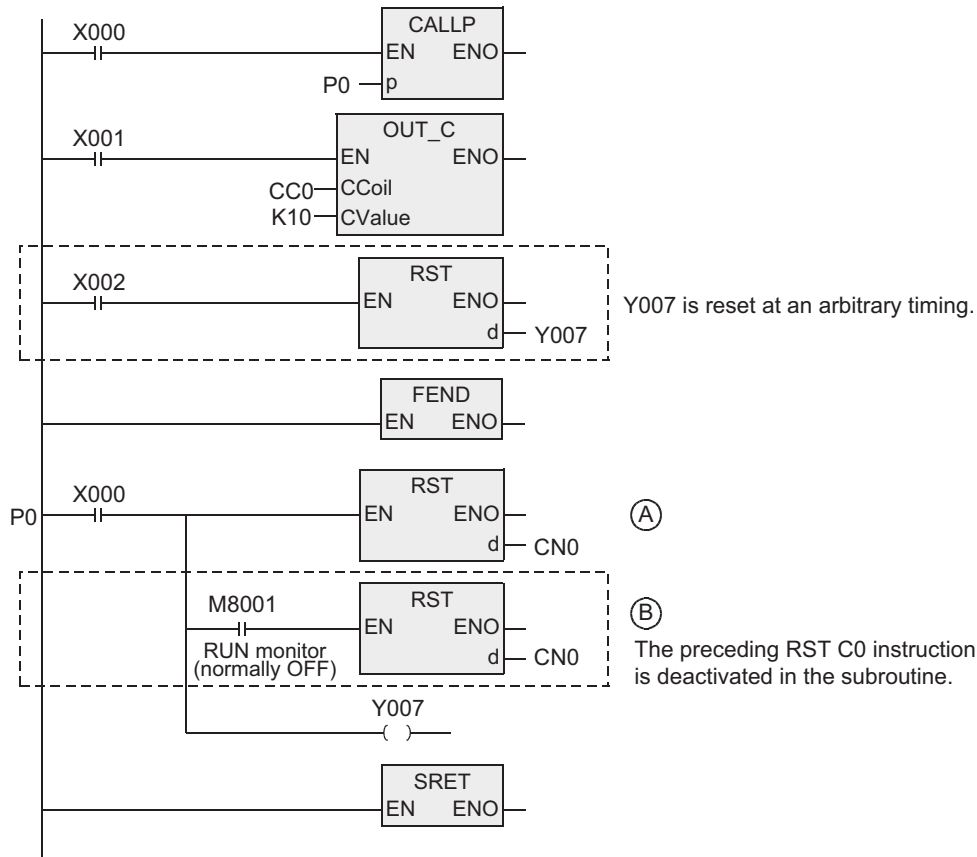 X000
CALLP
EN ENO
P0 p
X001
OUT_C
EN ENO
CC0 CCoil
K10 CValue
X002
RST
EN ENO
d Y007
Y007 is reset at an arbitrary timing.
FEND
EN ENO
P0
X000
RST
EN ENO
d CN0
A
M8001
RUN monitor
(normally OFF)
RST
EN ENO
d CN0
B
The preceding RST C0 instruction
is deactivated in the subroutine.
Y007
SRET
EN ENO